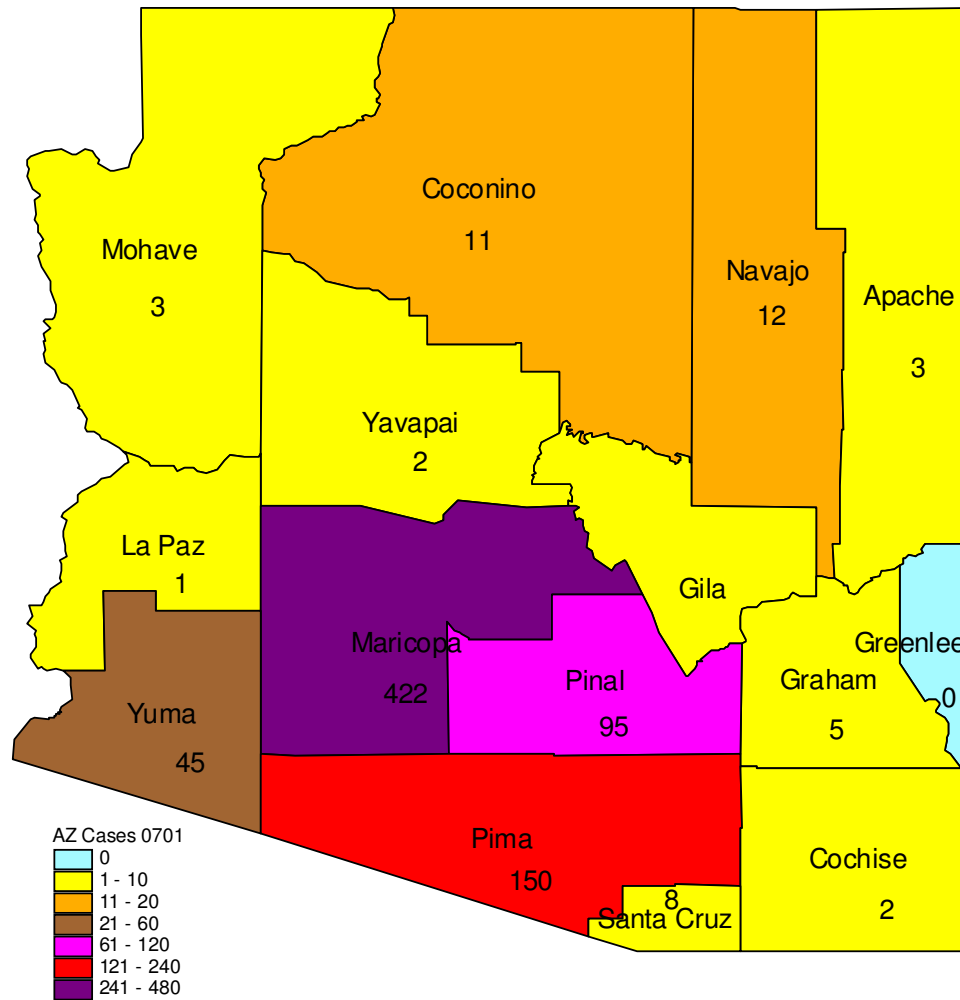 Coconino
11
Mohave
3
Navajo
12
Apache
3
Yavapai
2
La Paz
1
Gila
Maricopa
422
Pinal
95
Graham
5
Greenlee
0
Yuma
45
Pima
150
Cochise
2
8
Santa Cruz
AZ Cases 0701
0
1 - 10
11 - 20
21 - 60
61 - 120
121 - 240
241 - 480